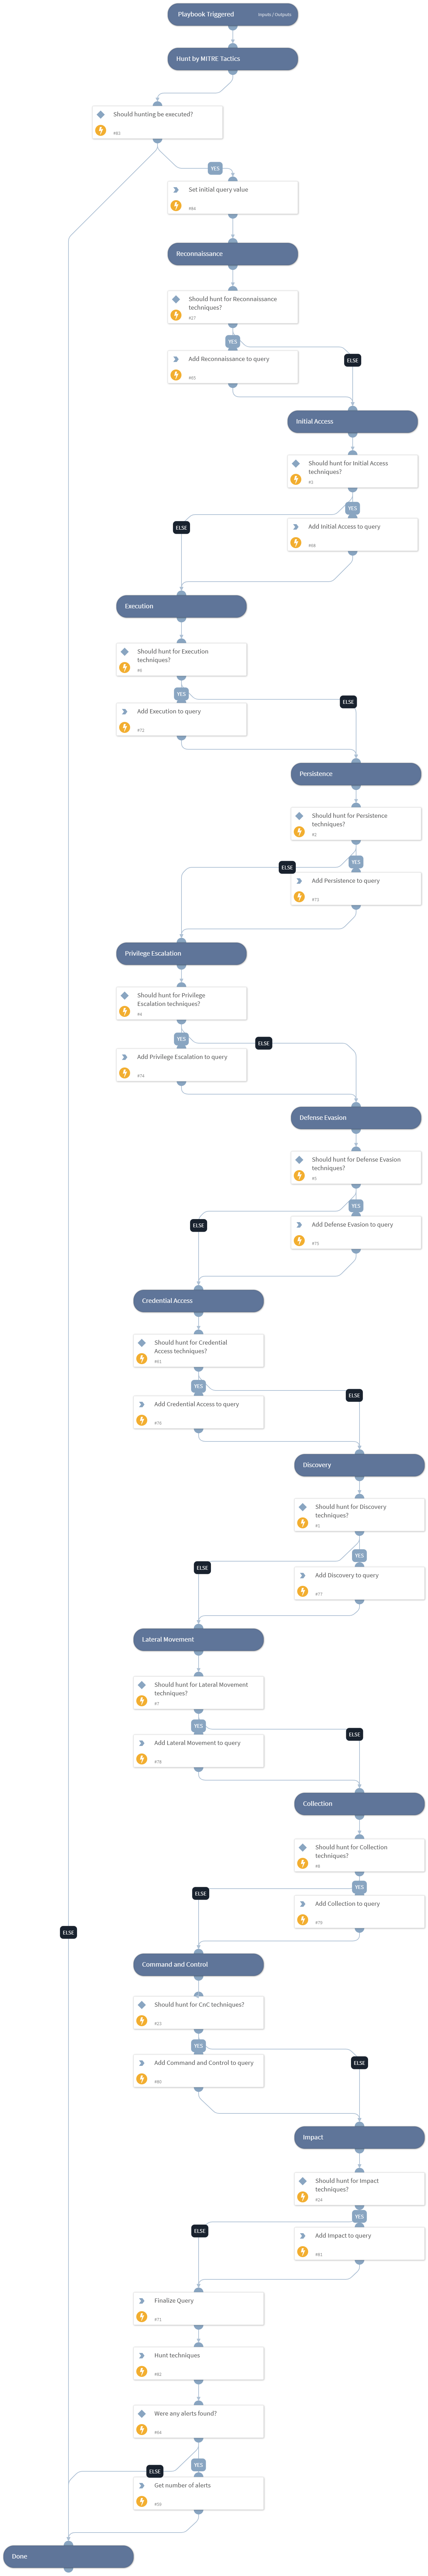 Playbook Triggered
Inputs / Outputs
Hunt by MITRE Tactics
Should hunting be executed?
#83
YES
Set initial query value
#84
Reconnaissance
Should hunt for Reconnaissance
techniques?
#27
YES
ELSE
Add Reconnaissance to query
#65
Initial Access
Should hunt for Initial Access
techniques?
YES
ELSE
Add Initial Access to query
#68
Execution
Should hunt for Execution
techniques?
YES
ELSE
Add Execution to query
#72
Persistence
Should hunt for Persistence
techniques?
#2
YES
ELSE
Add Persistence to query
#73
Privilege Escalation
Should hunt for Privilege
Escalation techniques?
#4
YES
ELSE
Add Privilege Escalation to query
#74
Defense Evasion
Should hunt for Defense Evasion
techniques?
YES
ELSE
Add Defense Evasion to query
#75
Credential Access
Should hunt for Credential
Access techniques?
#61
YES
ELSE
Add Credential Access to query
#76
Discovery
Should hunt for Discovery
techniques?
YES
ELSE
Add Discovery to query
#77
Lateral Movement
Should hunt for Lateral Movement
techniques?
#7
YES
ELSE
Add Lateral Movement to query
#78
Collection
Should hunt for Collection
techniques?
#8
YES
ELSE
Add Collection to query
#79
ELSE
Command and Control
Should hunt for CnC techniques?
#23
YES
ELSE
Add Command and Control to query
#80
Impact
Should hunt for Impact
techniques?
#24
YES
ELSE
Add Impact to query
#81
Finalize Query
#71
Hunt techniques
#62
Were any alerts found?
#64
YES
ELSE
Get number of alerts
#59
Done